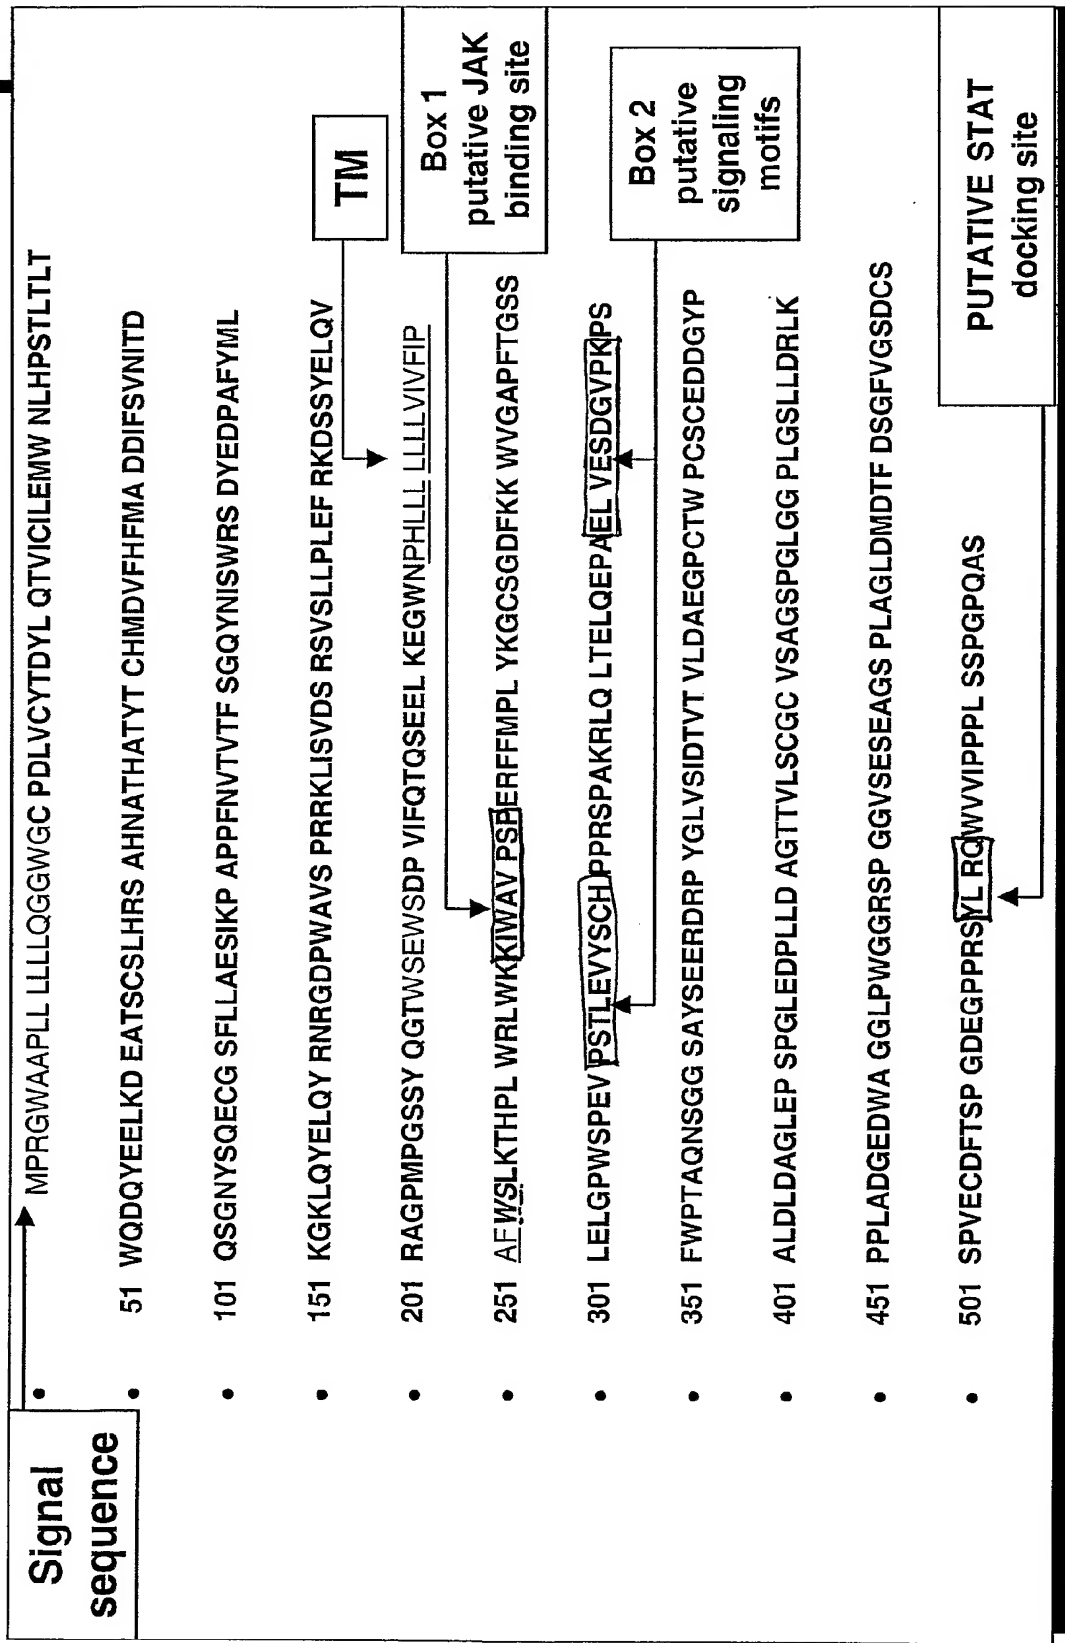 Signal
sequence
• MPRGWAAPLL LLLLQGGWGC PDLVCYTDYL QTVICILEMW NLHPSTLTLT
• 51 WQDQYEELKD EATSCSLHRS AHNATHATYT CHMDVFHFMA DDIFSVNITD
• 101 QSGNYSQECG SFLLAESIKP APPFNVTVTF SGQYNISWRS DYEDPAFYML
• 151 KGKLQYELQY RNRGDPWAVS PRRKLISVDS RSVSLLPLEF RKDSSYELQV
TM
• 201 RAGPMPGSSY QGTWSEWSDP VIFQTQSEEL KEGWNPHLLL LLLLVIVFIP
Box 1
putative JAK
binding site
• 251 AFWSLKTHPL WRLWKKIWAV PSPERFFMPL YKGCSGDFKK WVGAPFTGSS
• 301 LELGPWSPEV PSTLEVYSCH PPRSPAKRLQ LTELQEPAEL VESDGVPKPS
Box 2
putative
signaling
motifs
• 351 FWPTAQNSGG SAYSEERDRP YGLVSIDTVT VLDAEGPCTW PCSCEDDGYP
• 401 ALDLDAGLEP SPGLEDPLLD AGTTVLSCGC VSAGSPGLGG PLGSLLDRLK
• 451 PPLADGEDWA GGLPWGGRSP GGVSESEAGS PLAGLDMDTF DSGFVGSDCS
• 501 SPVECDFTSP GDEGPPRSYL RQWVVIPPPL SSPGPQAS
PUTATIVE STAT
docking site